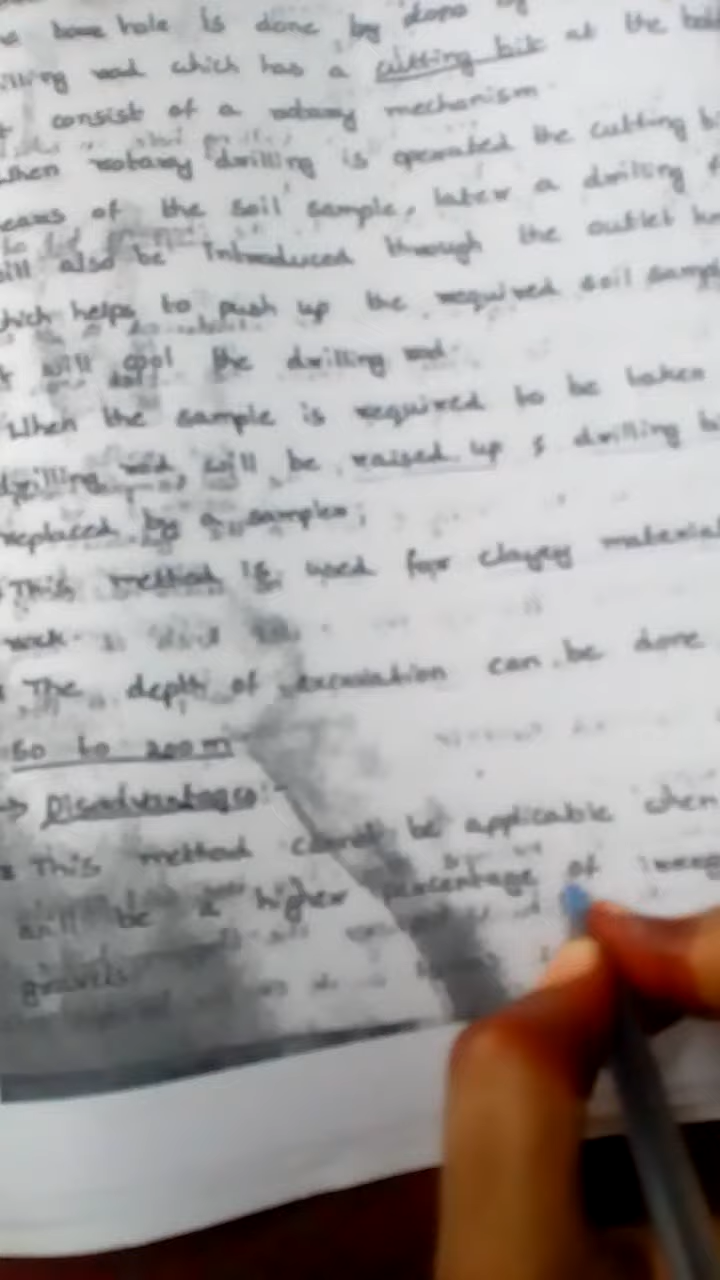 bore hole is done by
drilling rod which has a cutting bit at the
consist of a rotary mechanism
when rotary drilling is operated the cutting
of the soil sample, later a drilling
will also be introduced through the outlet
which helps to push up the required soil sampl
will cool the drilling rod.
When the sample is required to be taken
drilling rod, will be raised up & drilling
replaced by a sampler;
This method is used for clayey material
rock
The depth of excavation can be done
60 to 200m
→ Disadvantages:-
This method cannot be applicable when
will be a higher percentage of
gravels